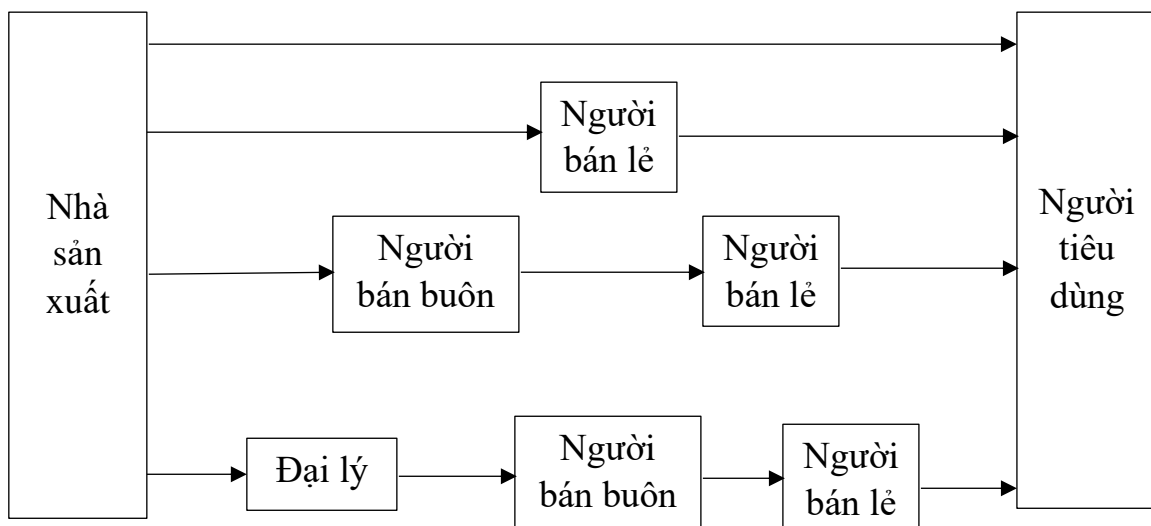 Nhà
sản
xuất
Người
bán lẻ
Người
bán buôn
Người
bán lẻ
Đại lý
Người
bán buôn
Người
bán lẻ
Người
tiêu
dùng